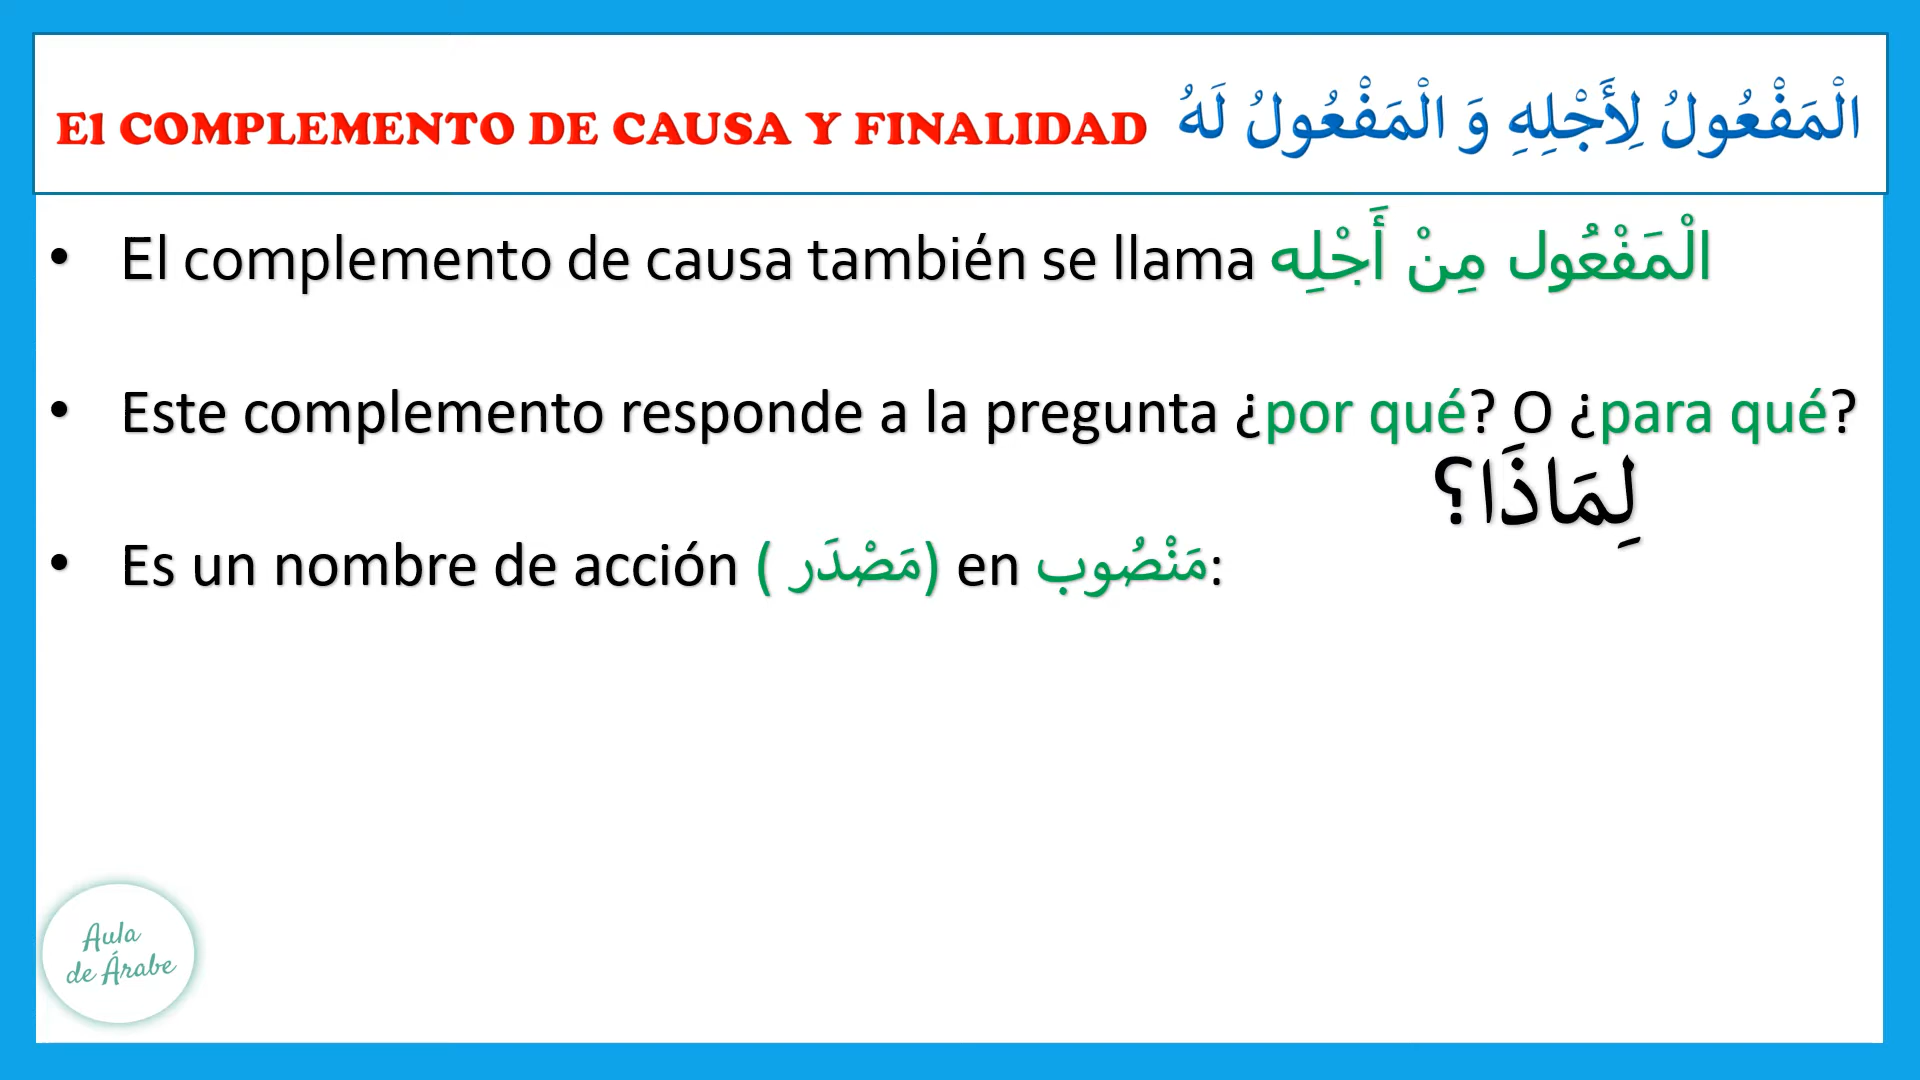 El COMPLEMENTO DE CAUSA Y FINALIDAD الْمَفْعُولُ لِأَجْلِهِ وَ الْمَفْعُولُ لَهُ
• El complemento de causa también se llama الْمَفْعُول مِنْ أَجْلِه
• Este complemento responde a la pregunta ¿por qué? O ¿para qué?
لِمَاذَا؟
• Es un nombre de acción (مَصْدَر ) en مَنْصُوب:
Aula
de Árabe